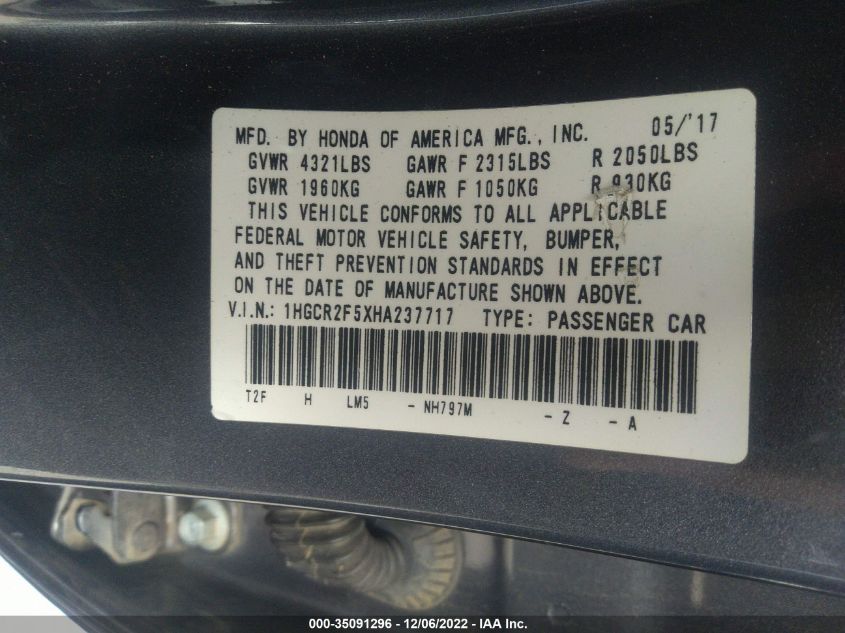 MFD. BY HONDA OF AMERICA MFG., INC. 05/'17
GVWR 4321LBS GAWR F 2315LBS R 2050LBS
GVWR 1960KG GAWR F 1050KG R 930KG
THIS VEHICLE CONFORMS TO ALL APPLICABLE
FEDERAL MOTOR VEHICLE SAFETY, BUMPER,
AND THEFT PREVENTION STANDARDS IN EFFECT
ON THE DATE OF MANUFACTURE SHOWN ABOVE.
V.I.N.: 1HGCR2F5XHA237717 TYPE: PASSENGER CAR
T2F H LM5 - NH797M - Z - A
000-35091296 - 12/06/2022 - IAA Inc.